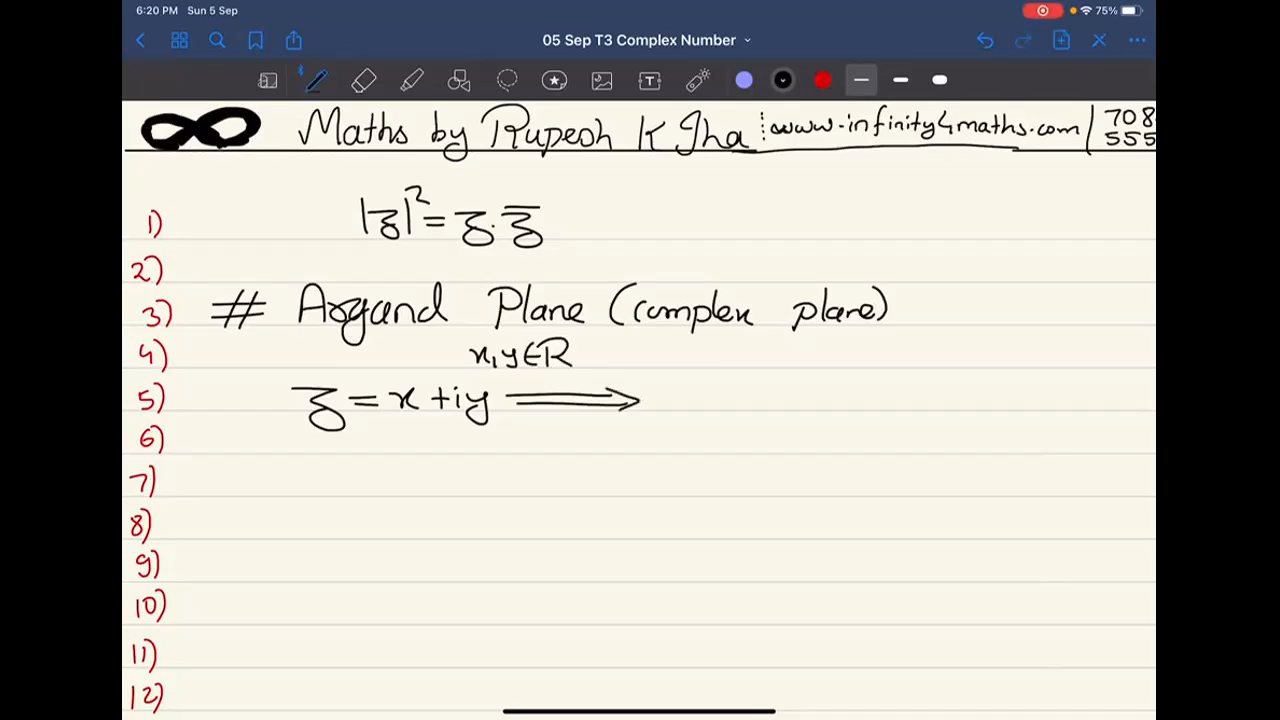 6:20 PM Sun 5 Sep
75%
05 Sep T3 Complex Number
T
∞ Maths by Rupesh K Jha www.infinity4maths.com 708
555
1) |z|² = z·z̄
2)
3) # Argand Plane (complex plane)
4) x,y∈R
5) z = x + iy ⟹
6)
7)
8)
9)
10)
11)
12)